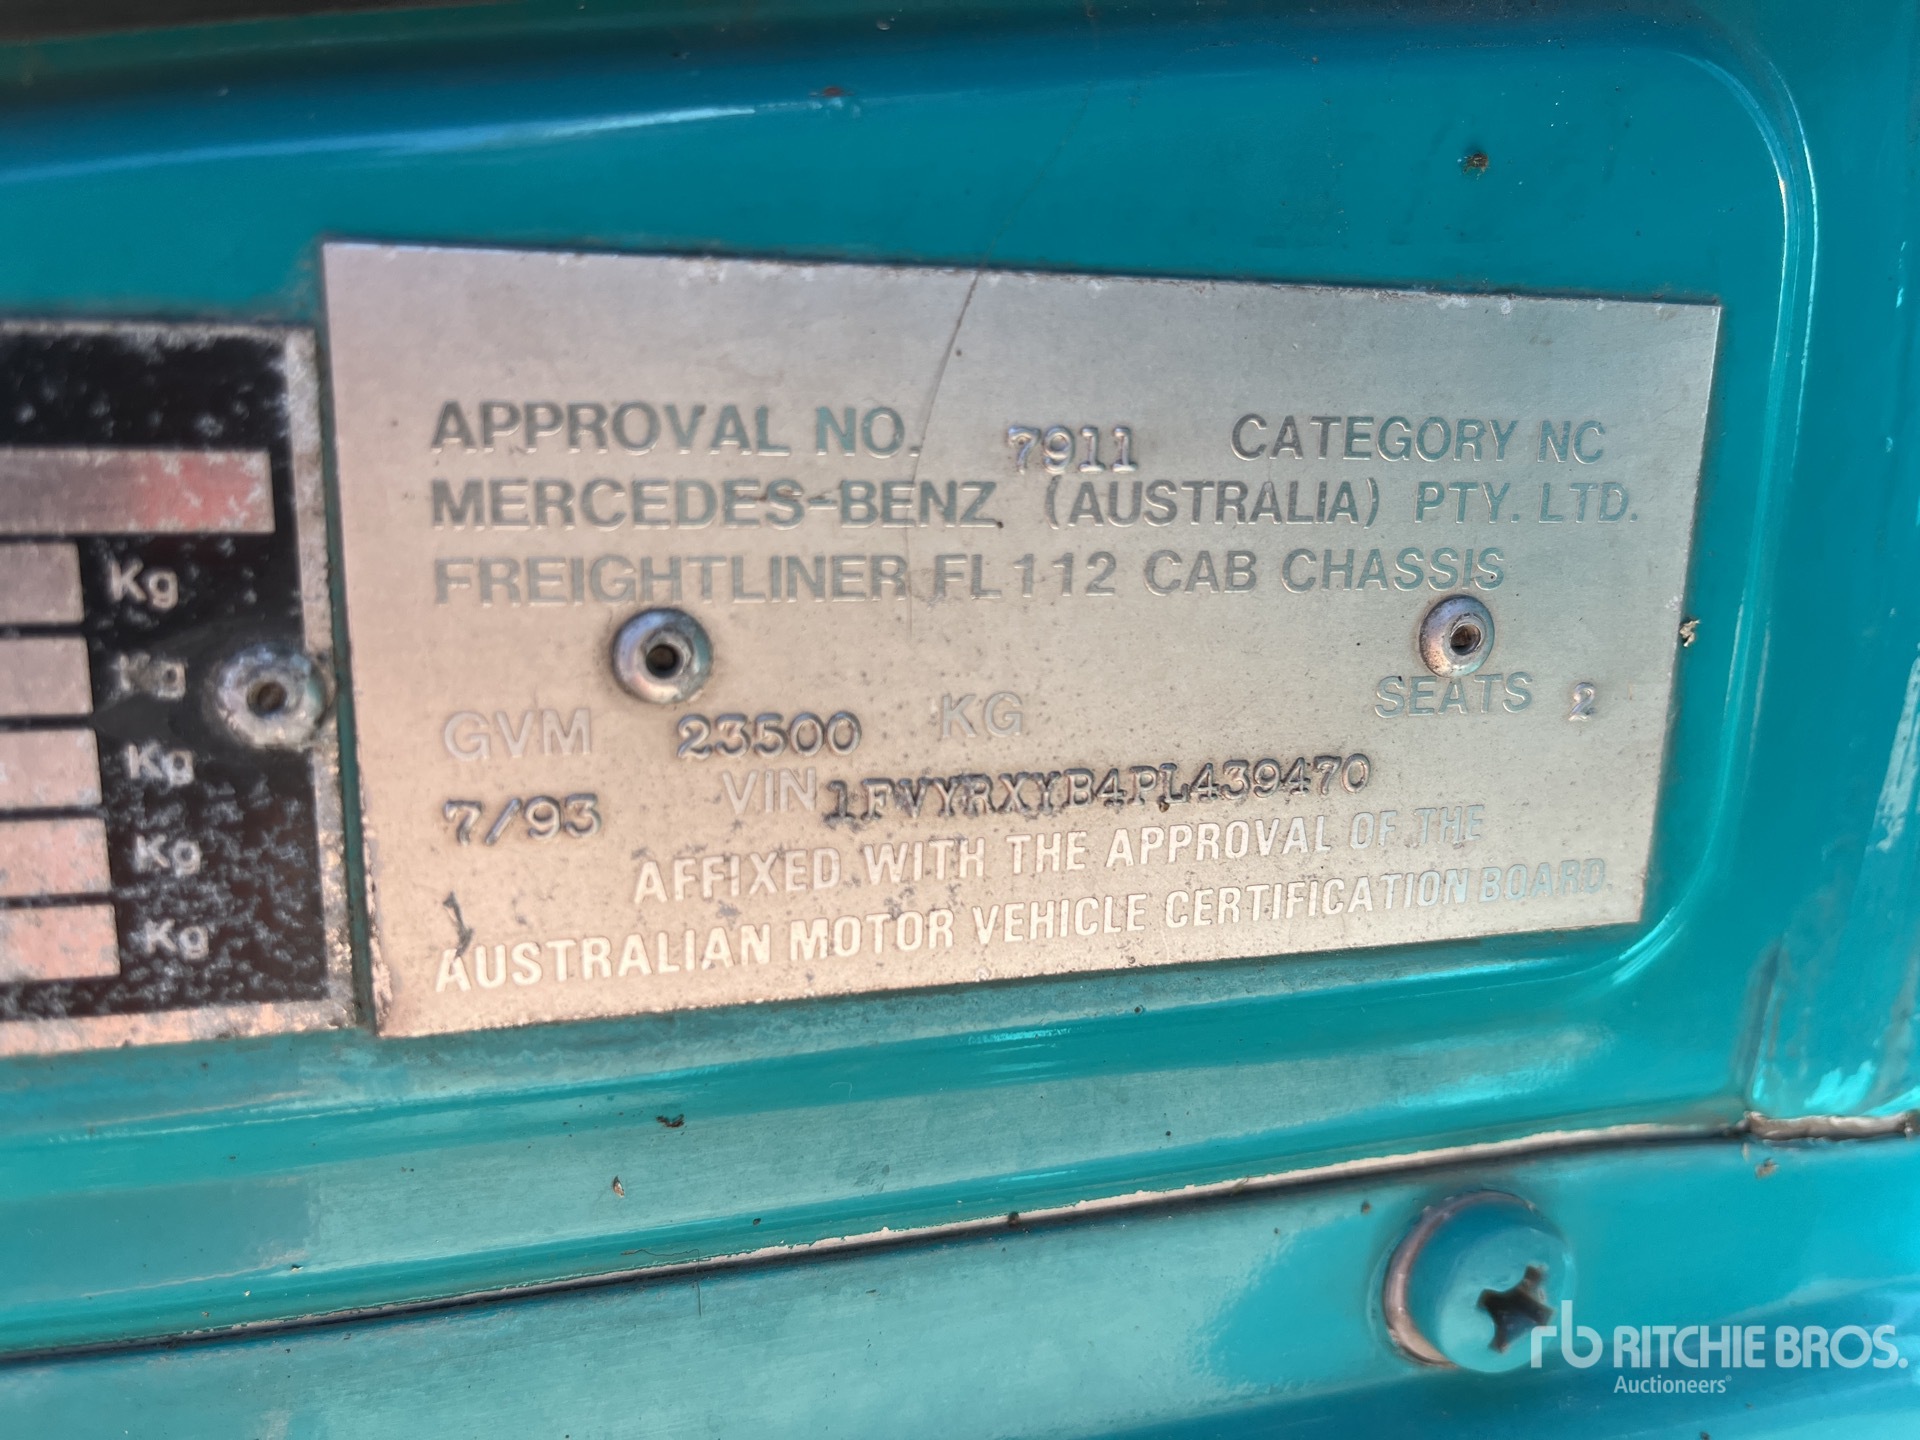 APPROVAL NO. 7911 CATEGORY NC
MERCEDES-BENZ (AUSTRALIA) PTY. LTD.
FREIGHTLINER FL112 CAB CHASSIS
SEATS 2
GVM 23500 KG
7/93 VIN 1FVYRXYB4PL439470
AFFIXED WITH THE APPROVAL OF THE
AUSTRALIAN MOTOR VEHICLE CERTIFICATION BOARD.
Kg
Kg
Kg
Kg
Kg
rb RITCHIE BROS.
Auctioneers